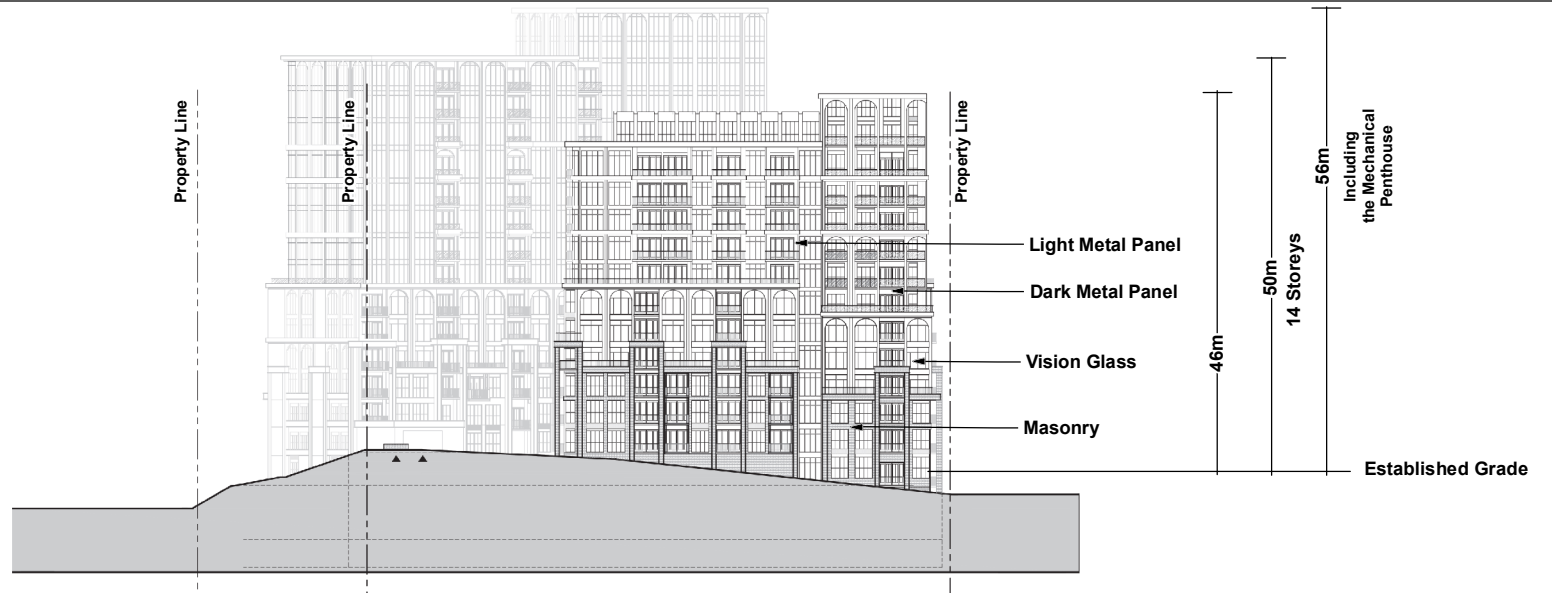 Property Line
Property Line
Property Line
Light Metal Panel
Dark Metal Panel
Vision Glass
Masonry
Established Grade
46m
50m
14 Storeys
56m
Including
the Mechanical
Penthouse